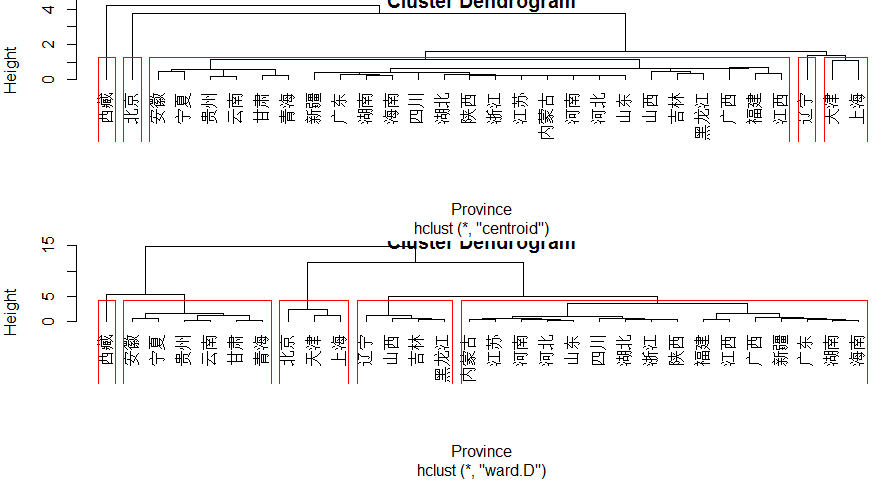 Cluster Dendrogram
Height
4
2
0
西藏 北京 安徽 宁夏 贵州 云南 甘肃 青海 新疆 广东 湖南 海南 四川 湖北 陕西 浙江 江苏 内蒙古 河南 河北 山东 山西 吉林 黑龙江 广西 福建 江西 辽宁 天津 上海
Province
hclust (*, "centroid")
Cluster Dendrogram
Height
15
5
0
西藏 安徽 宁夏 贵州 云南 甘肃 青海 北京 天津 上海 辽宁 山西 吉林 黑龙江 内蒙古 江苏 河南 河北 山东 四川 湖北 浙江 陕西 福建 江西 广西 新疆 广东 湖南 海南
Province
hclust (*, "ward.D")